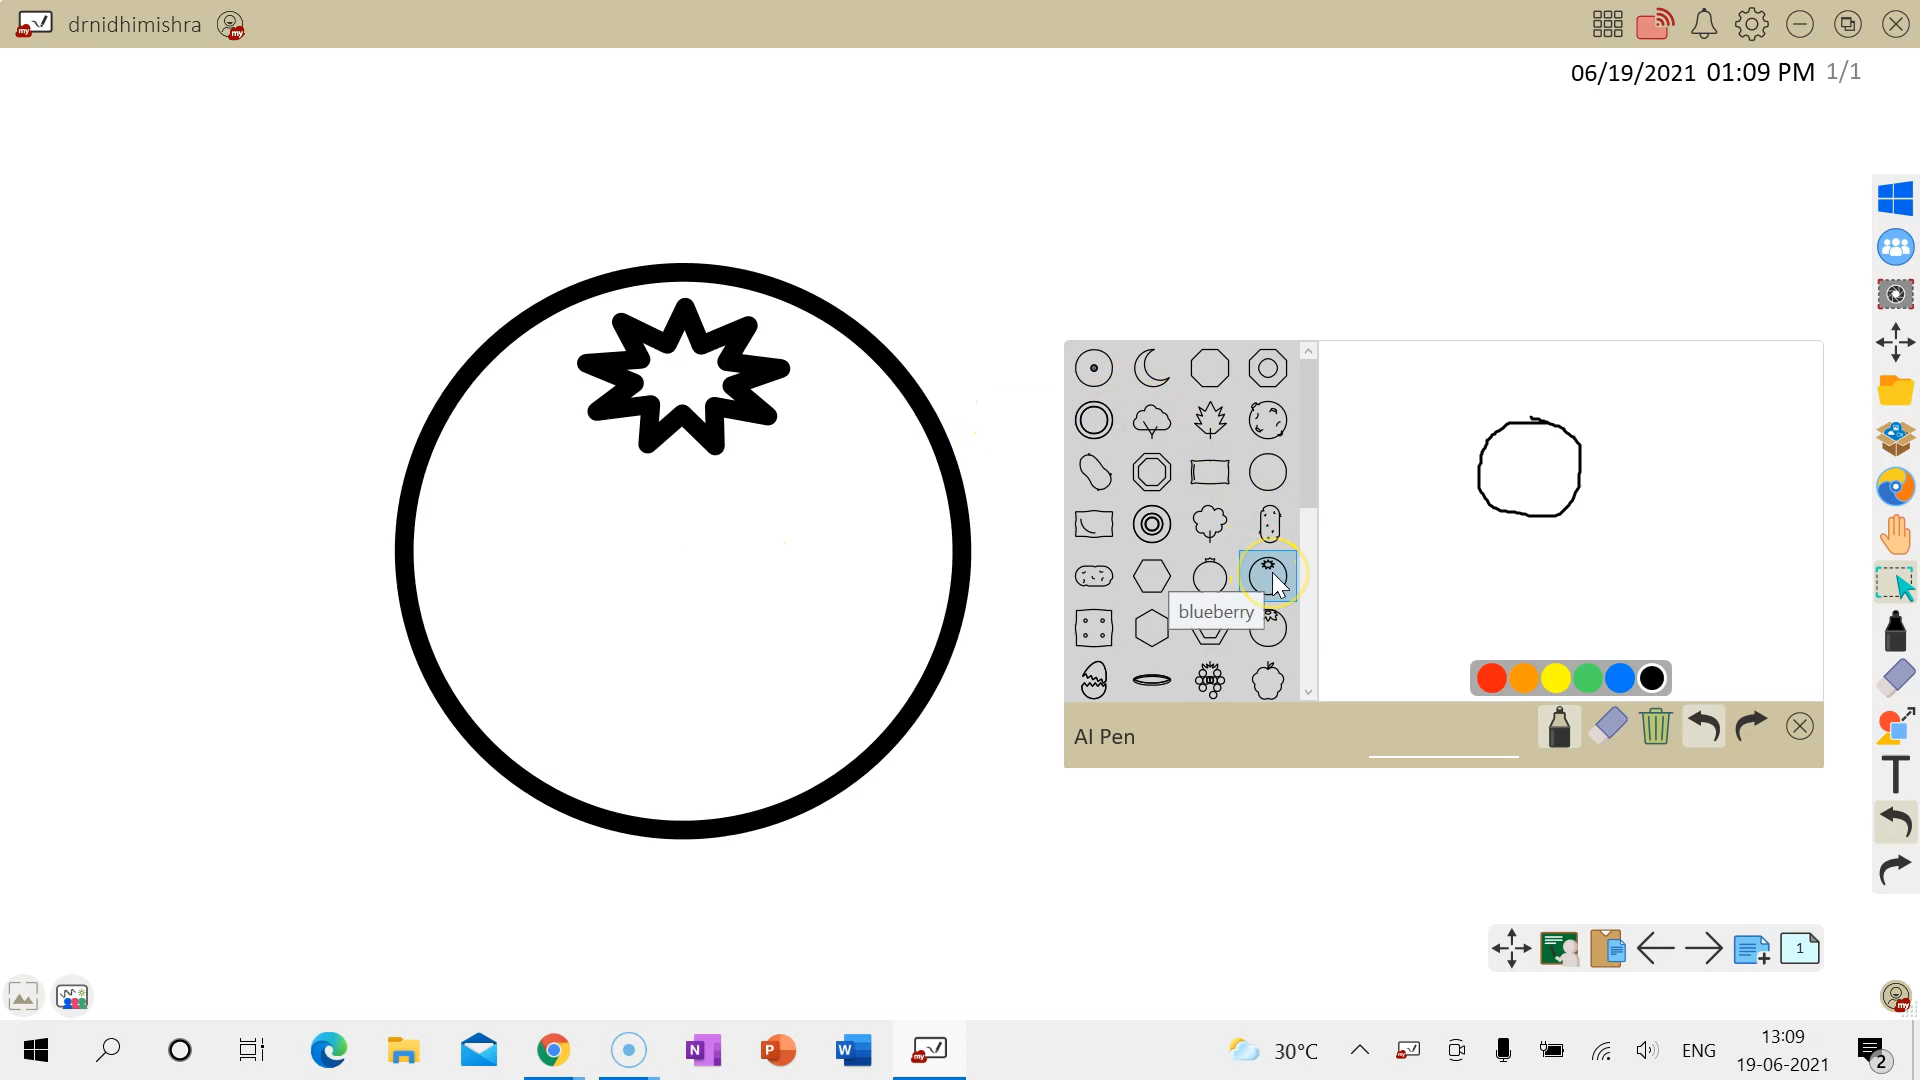 drnidhimishra
06/19/2021 01:09 PM 1/1
blueberry
AI Pen
1
30°C
ENG
13:09
19-06-2021
2